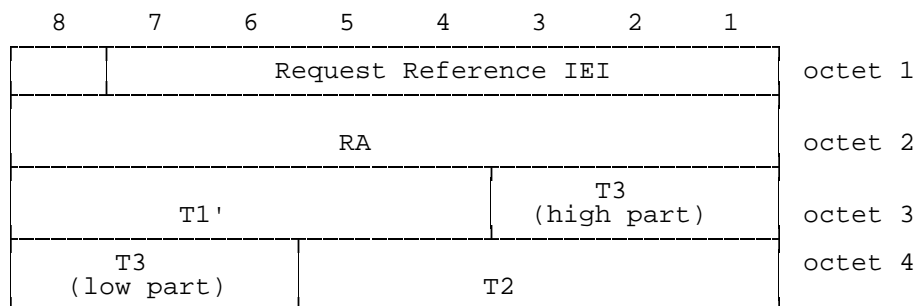 8 7 6 5 4 3 2 1
Request Reference IEI octet 1
RA octet 2
T3
T1' (high part) octet 3
T3 octet 4
(low part) T2